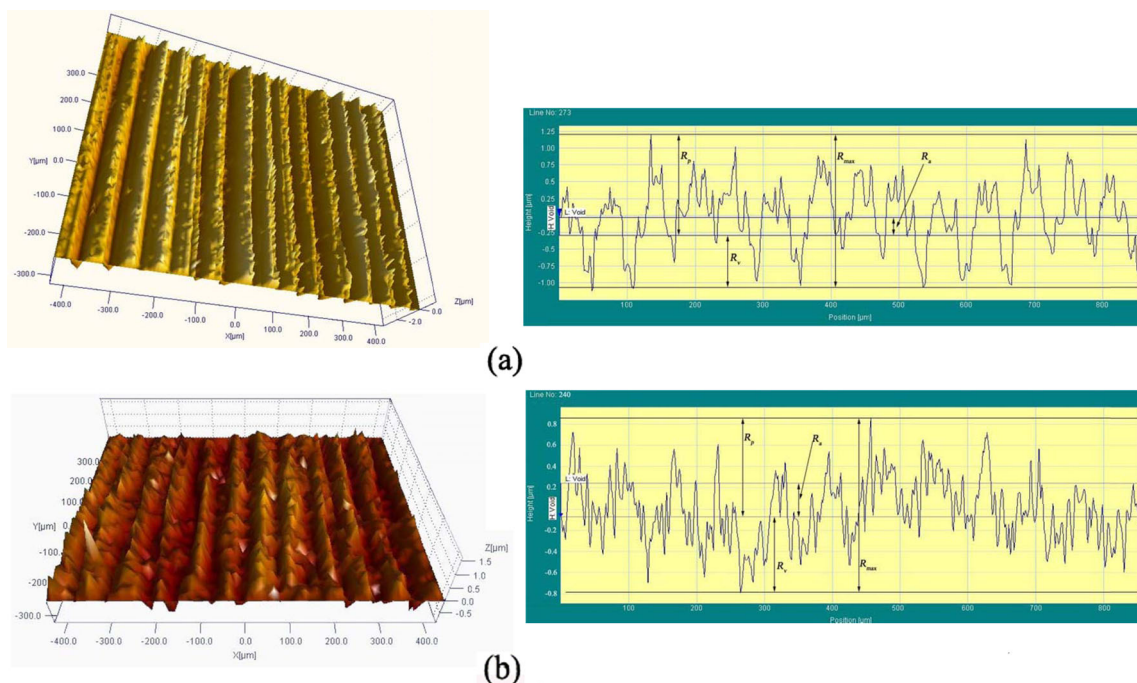 300.0
200.0
100.0
Y[µm] 0.0
-100.0
-200.0
-300.0
-400.0
-300.0
-200.0
-100.0
0.0
100.0
200.0
300.0
400.0
X[µm]
Z[µm]
0.0
-2.0
Line No: 273
1.25
1.00
0.75
0.5
0.25
-0.25
-0.5
-0.75
-1.00
Height [µm]
L: Void
H: Void
Rp
Rmax
Ra
Rv
100 200 300 400 500 600 700 800
Position [µm]
(a)
300.0
200.0
100.0
Y[µm] 0.0
-100.0
-200.0
-300.0
-400.0 -300.0 -200.0 -100.0 0.0 100.0 200.0 300.0 400.0
X[µm]
Z[µm]
1.5
1.0
0.5
0.0
-0.5
Line No: 240
0.8
0.6
0.4
0.2
-0.2
-0.4
-0.6
-0.8
Height [µm]
L: Void
H: Void
Rp
Ra
Rv
Rmax
100 200 300 400 500 600 700 800
Position [µm]
(b)